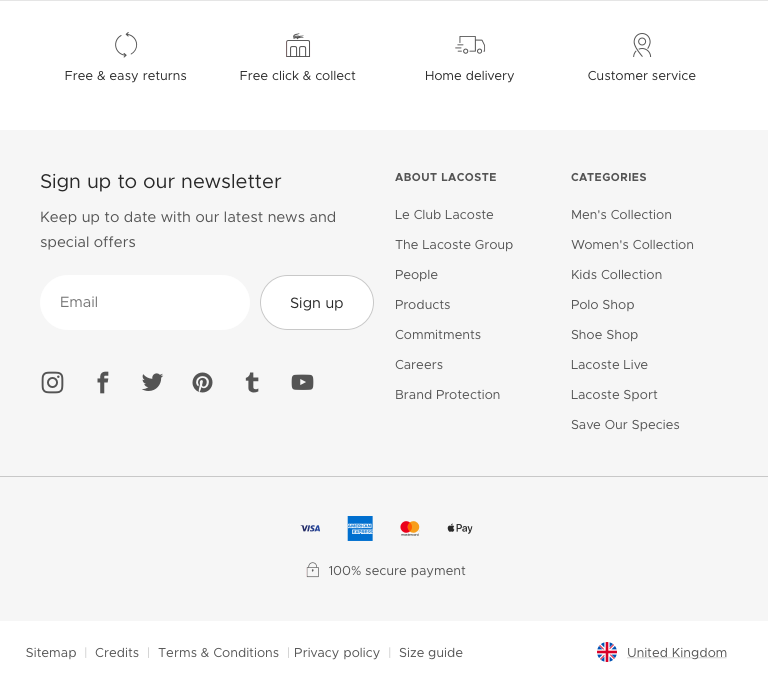 Free & easy returns
Free click & collect
Home delivery
Customer service
Sign up to our newsletter
Keep up to date with our latest news and
special offers
Email
Sign up
ABOUT LACOSTE
Le Club Lacoste
The Lacoste Group
People
Products
Commitments
Careers
Brand Protection
CATEGORIES
Men's Collection
Women's Collection
Kids Collection
Polo Shop
Shoe Shop
Lacoste Live
Lacoste Sport
Save Our Species
VISA
AMERICAN
EXPRESS
mastercard
Pay
100% secure payment
Sitemap | Credits | Terms & Conditions | Privacy policy | Size guide
United Kingdom